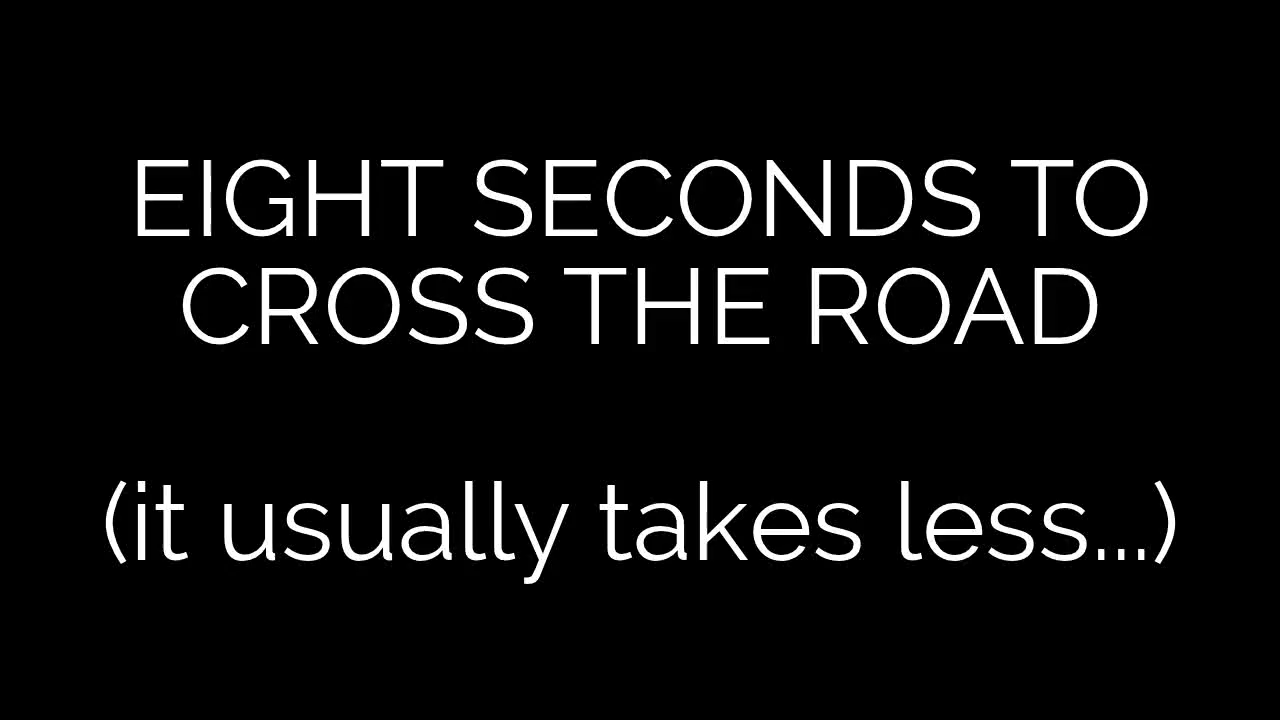 EIGHT SECONDS TO
CROSS THE ROAD
(it usually takes less...)